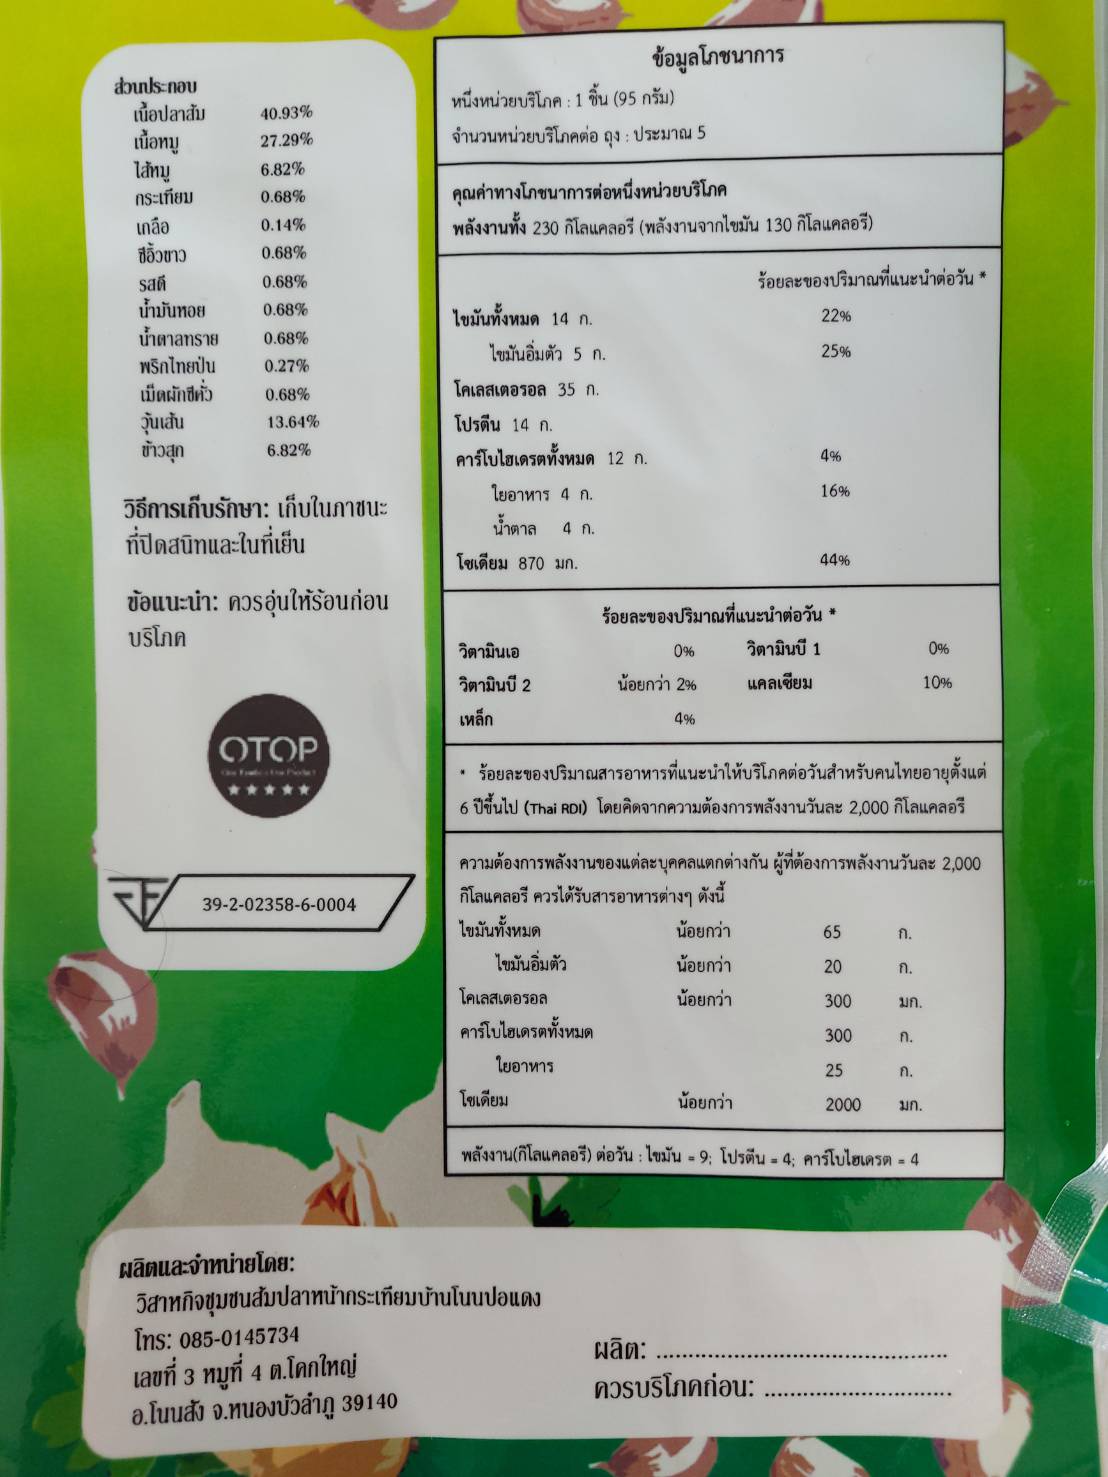 ส่วนประกอบ
เนื้อปลาส้ม 40.93%
เนื้อหมู 27.29%
ไส้หมู 6.82%
กระเทียม 0.68%
เกลือ 0.14%
ซีอิ้วขาว 0.68%
รสดี 0.68%
น้ำมันหอย 0.68%
น้ำตาลทราย 0.68%
พริกไทยป่น 0.27%
เม็ดผักชีคั่ว 0.68%
วุ้นเส้น 13.64%
ข้าวสุก 6.82%
วิธีการเก็บรักษา: เก็บในภาชนะ
ที่ปิดสนิทและในที่เย็น
ข้อแนะนำ: ควรอุ่นให้ร้อนก่อน
บริโภค
OTOP
39-2-02358-6-0004
ข้อมูลโภชนาการ
หนึ่งหน่วยบริโภค : 1 ชิ้น (95 กรัม)
จำนวนหน่วยบริโภคต่อ ถุง : ประมาณ 5
คุณค่าทางโภชนาการต่อหนึ่งหน่วยบริโภค
พลังงานทั้ง 230 กิโลแคลอรี (พลังงานจากไขมัน 130 กิโลแคลอรี)
ร้อยละของปริมาณที่แนะนำต่อวัน *
ไขมันทั้งหมด 14 ก. 22%
ไขมันอิ่มตัว 5 ก. 25%
โคเลสเตอรอล 35 ก.
โปรตีน 14 ก.
คาร์โบไฮเดรตทั้งหมด 12 ก. 4%
ใยอาหาร 4 ก. 16%
น้ำตาล 4 ก.
โซเดียม 870 มก. 44%
ร้อยละของปริมาณที่แนะนำต่อวัน *
วิตามินเอ 0% วิตามินบี 1 0%
วิตามินบี 2 น้อยกว่า 2% แคลเซียม 10%
เหล็ก 4%
* ร้อยละของปริมาณสารอาหารที่แนะนำให้บริโภคต่อวันสำหรับคนไทยอายุตั้งแต่
6 ปีขึ้นไป (Thai RDI) โดยคิดจากความต้องการพลังงานวันละ 2,000 กิโลแคลอรี
ความต้องการพลังงานของแต่ละบุคคลแตกต่างกัน ผู้ที่ต้องการพลังงานวันละ 2,000
กิโลแคลอรี ควรได้รับสารอาหารต่างๆ ดังนี้
ไขมันทั้งหมด น้อยกว่า 65 ก.
ไขมันอิ่มตัว น้อยกว่า 20 ก.
โคเลสเตอรอล น้อยกว่า 300 มก.
คาร์โบไฮเดรตทั้งหมด 300 ก.
ใยอาหาร 25 ก.
โซเดียม น้อยกว่า 2000 มก.
พลังงาน(กิโลแคลอรี) ต่อวัน : ไขมัน = 9; โปรตีน = 4; คาร์โบไฮเดรต = 4
ผลิตและจำหน่ายโดย:
วิสาหกิจชุมชนส้มปลาหน้ากระเทียมบ้านโนนปอแดง
โทร: 085-0145734
เลขที่ 3 หมู่ที่ 4 ต.โคกใหญ่
อ.โนนสัง จ.หนองบัวลำภู 39140
ผลิต: ............................................
ควรบริโภคก่อน: .............................